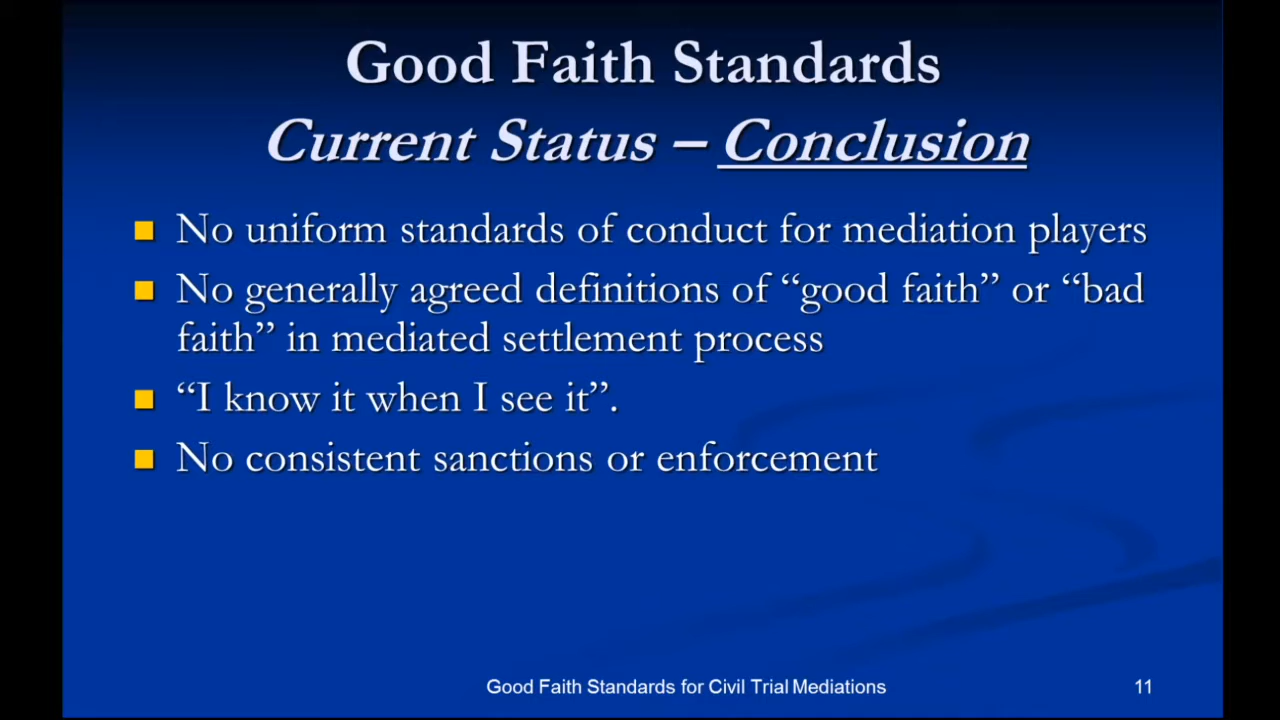 Good Faith Standards
Current Status – Conclusion
No uniform standards of conduct for mediation players
No generally agreed definitions of “good faith” or “bad
faith” in mediated settlement process
“I know it when I see it”.
No consistent sanctions or enforcement
Good Faith Standards for Civil Trial Mediations
11